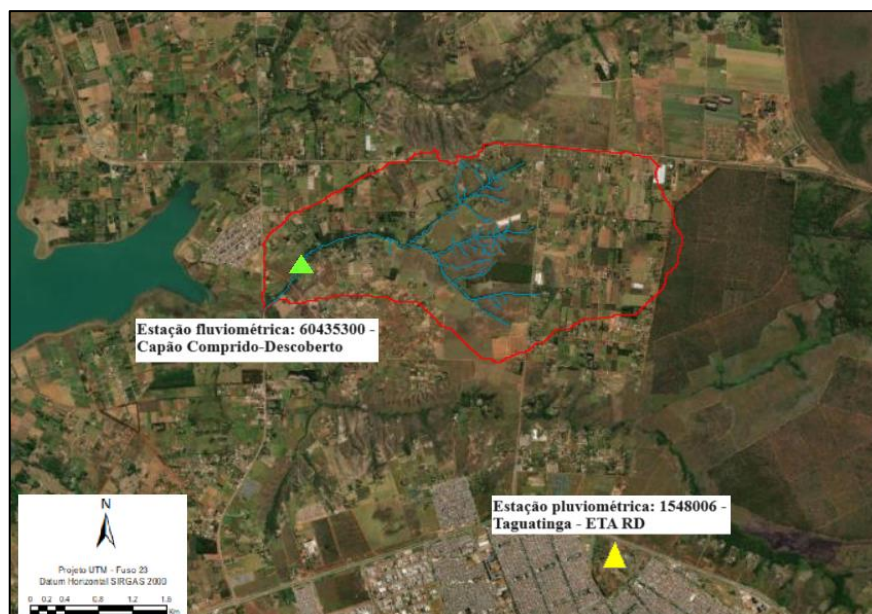 Estação fluviométrica: 60435300 -
Capão Comprido-Descoberto
Estação pluviométrica: 1548006 -
Taguatinga - ETA RD
N
Projeto UTM - Fuso 23
Datum Horizontal SIRGAS 2000
0 0.2 0.4 0.8 1.2 1.6
Km